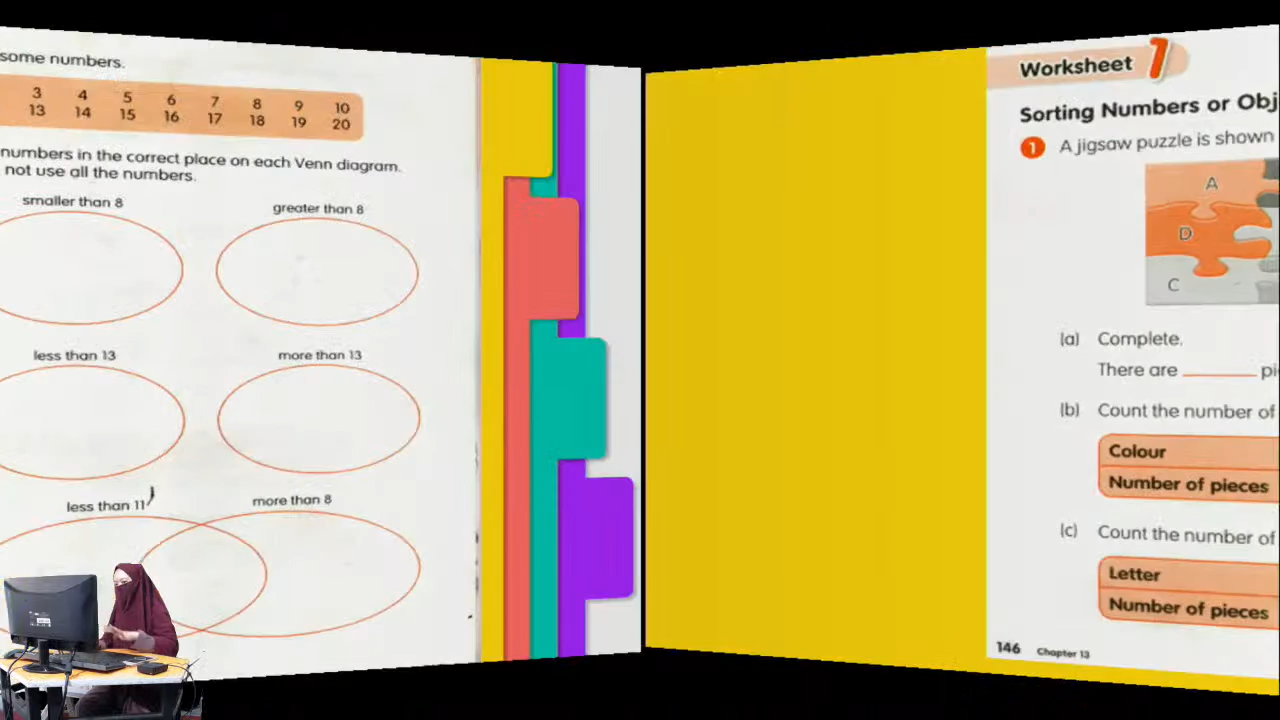 some numbers.
3 4 5 6 7 8 9 10
13 14 15 16 17 18 19 20
numbers in the correct place on each Venn diagram.
not use all the numbers.
smaller than 8
greater than 8
less than 13
more than 13
less than 11
more than 8
Worksheet 1
Sorting Numbers or Obj
1 A jigsaw puzzle is shown
A
D
C
(a) Complete.
There are ______ pi
(b) Count the number of
Colour
Number of pieces
(c) Count the number of
Letter
Number of pieces
146 Chapter 13